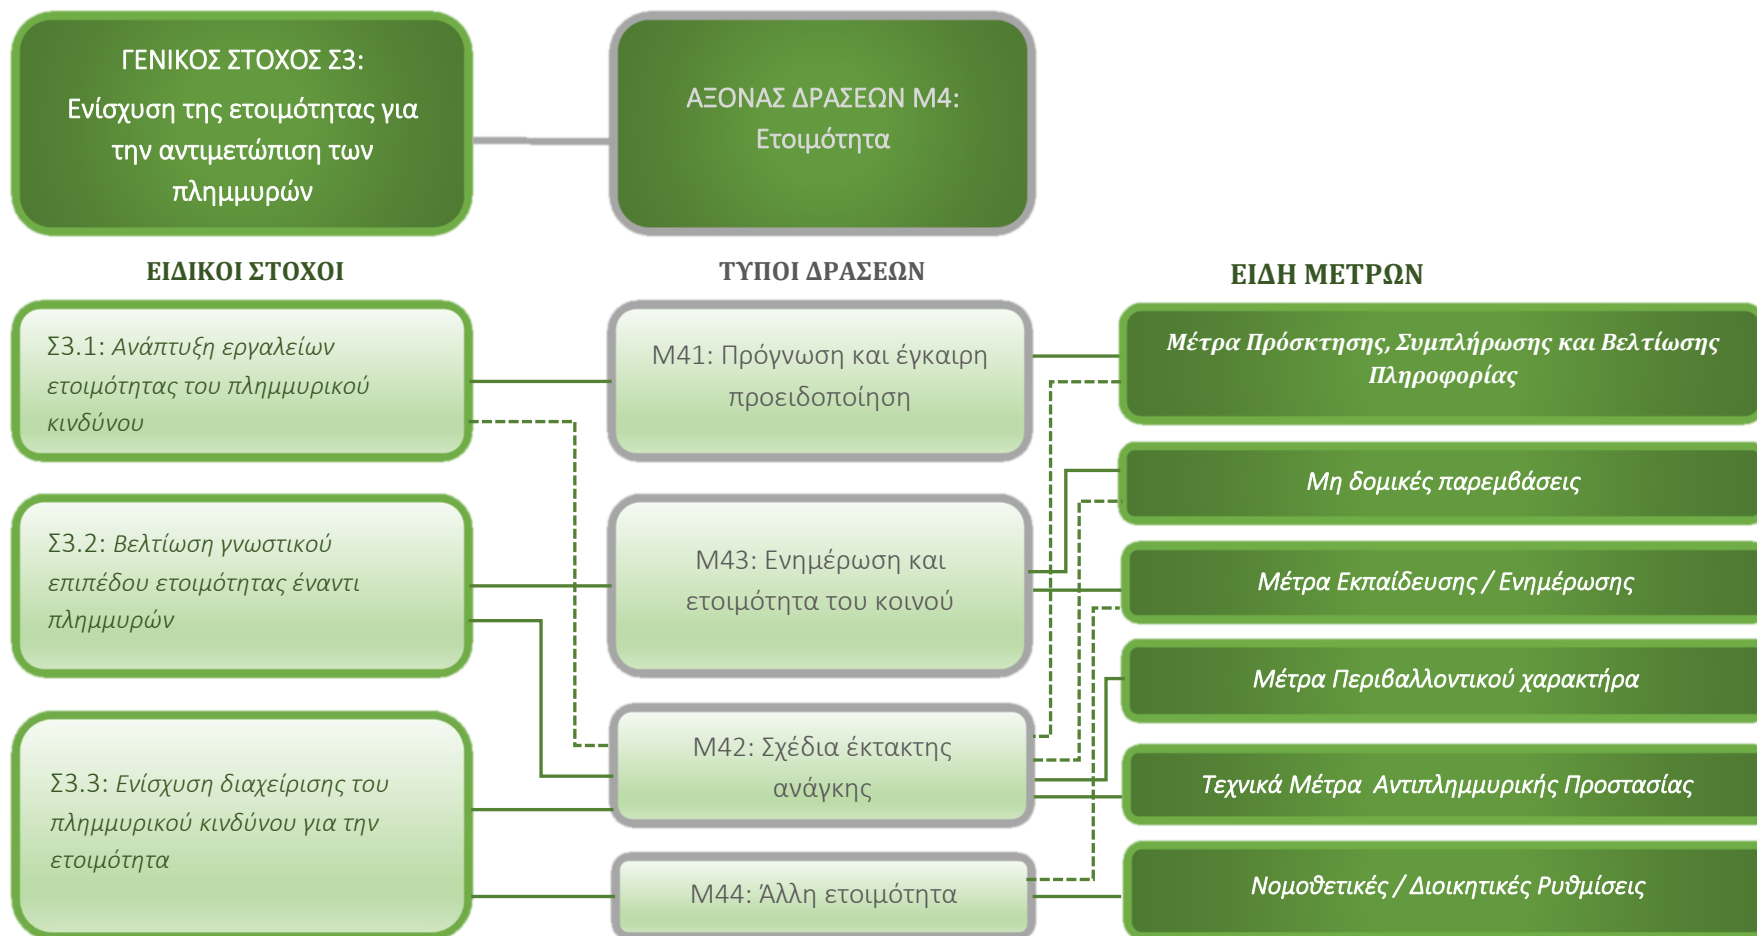 ΓΕΝΙΚΟΣ ΣΤΟΧΟΣ Σ3:
Ενίσχυση της ετοιμότητας για
την αντιμετώπιση των
πλημμυρών
ΑΞΟΝΑΣ ΔΡΑΣΕΩΝ Μ4:
Ετοιμότητα
ΕΙΔΙΚΟΙ ΣΤΟΧΟΙ
Σ3.1: Ανάπτυξη εργαλείων
ετοιμότητας του πλημμυρικού
κινδύνου
Σ3.2: Βελτίωση γνωστικού
επιπέδου ετοιμότητας έναντι
πλημμυρών
Σ3.3: Ενίσχυση διαχείρισης του
πλημμυρικού κινδύνου για την
ετοιμότητα
ΤΥΠΟΙ ΔΡΑΣΕΩΝ
Μ41: Πρόγνωση και έγκαιρη
προειδοποίηση
Μ43: Ενημέρωση και
ετοιμότητα του κοινού
Μ42: Σχέδια έκτακτης
ανάγκης
Μ44: Άλλη ετοιμότητα
ΕΙΔΗ ΜΕΤΡΩΝ
Μέτρα Πρόσκτησης, Συμπλήρωσης και Βελτίωσης
Πληροφορίας
Μη δομικές παρεμβάσεις
Μέτρα Εκπαίδευσης / Ενημέρωσης
Μέτρα Περιβαλλοντικού χαρακτήρα
Τεχνικά Μέτρα Αντιπλημμυρικής Προστασίας
Νομοθετικές / Διοικητικές Ρυθμίσεις